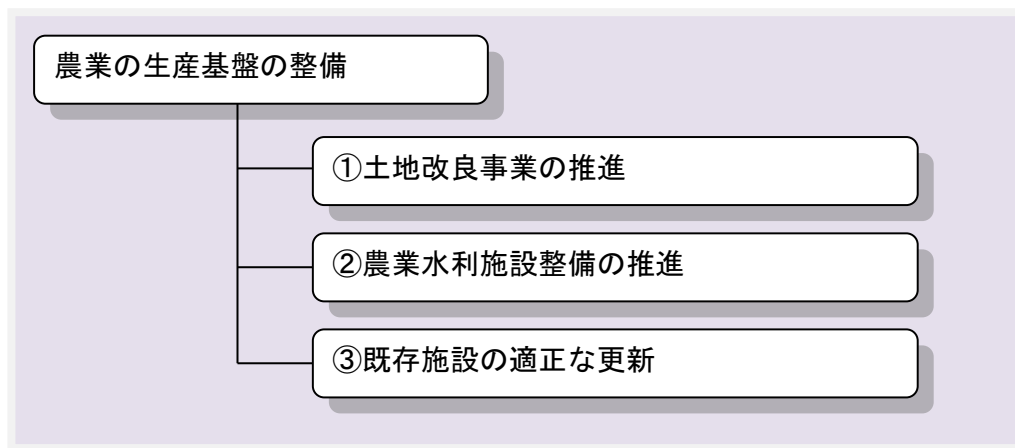 農業の生産基盤の整備
①土地改良事業の推進
②農業水利施設整備の推進
③既存施設の適正な更新